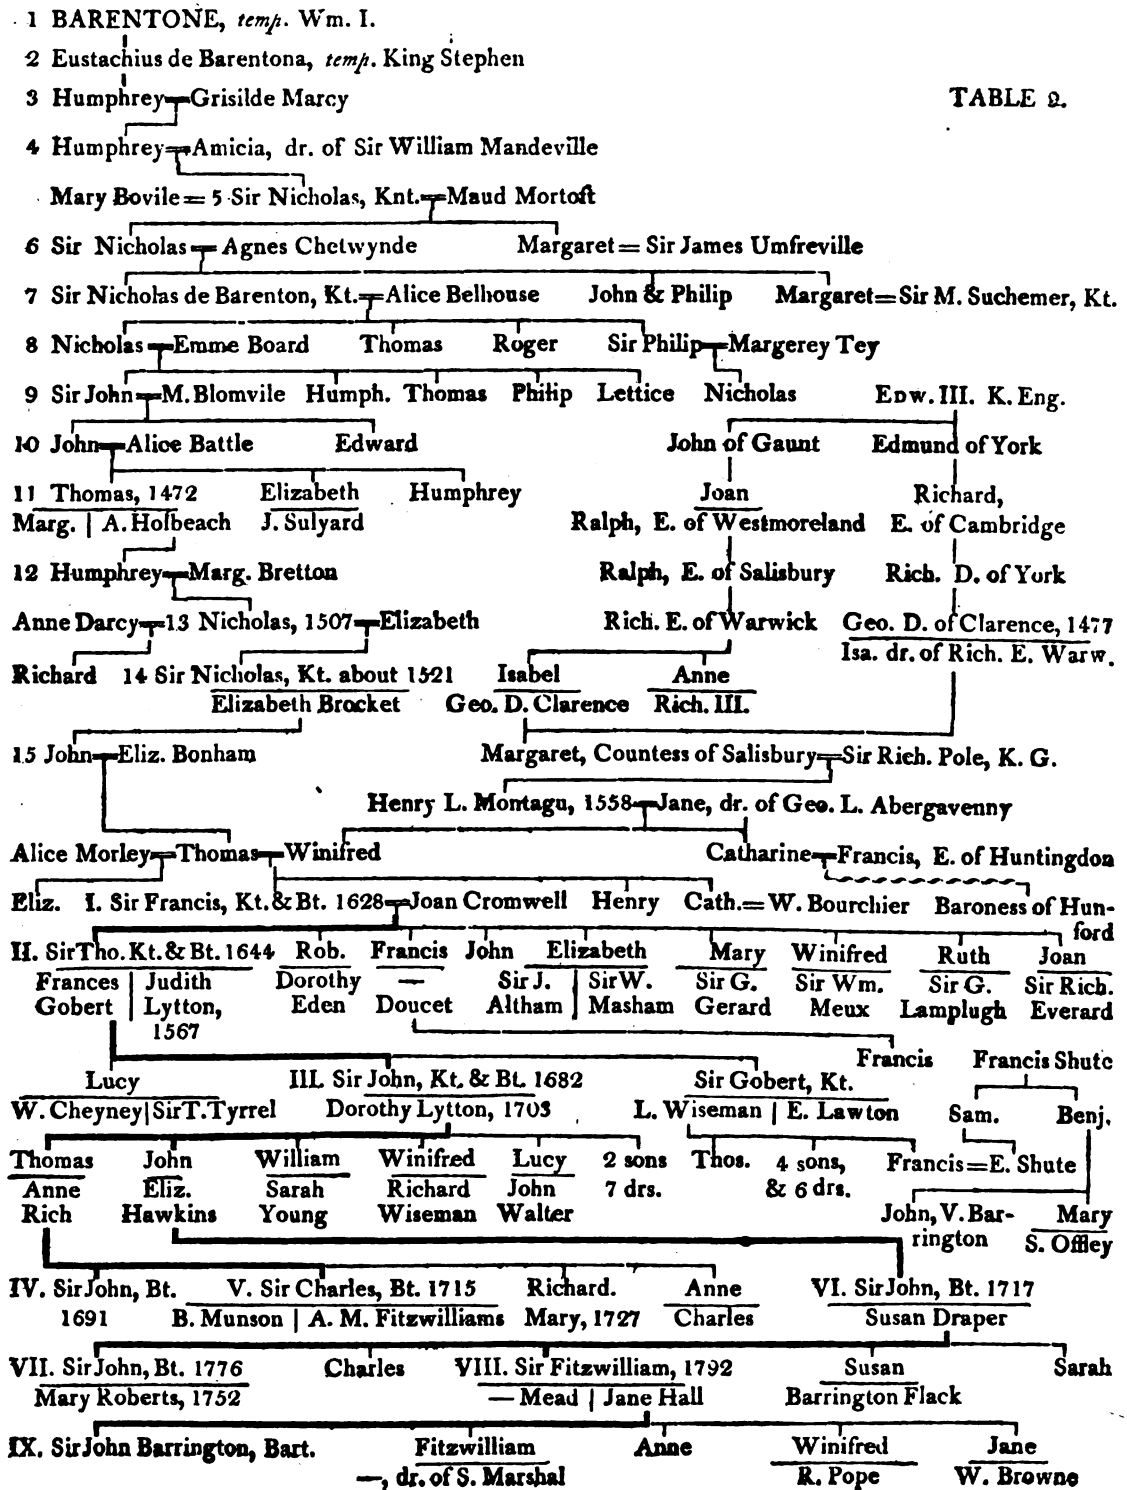 1 BARENTONE, temp. Wm. I.
2 Eustachius de Barentona, temp. King Stephen
3 Humphrey Grisilde Marcy
TABLE 2.
4 Humphrey Amicia, dr. of Sir William Mandeville
Mary Bovile = 5 Sir Nicholas, Knt. Maud Mortoft
6 Sir Nicholas Agnes Chetwynde Margaret = Sir James Umfreville
7 Sir Nicholas de Barenton, Kt. Alice Belhouse John & Philip Margaret = Sir M. Suchemer, Kt.
8 Nicholas Emme Board Thomas Roger Sir Philip Margerey Tey
9 Sir John M. Blomvile Humph. Thomas Philip Lettice Nicholas EDW. III. K. Eng.
10 John Alice Battle Edward John of Gaunt Edmund of York
11 Thomas, 1472 Elizabeth Humphrey Joan Richard,
Marg. | A. Holbeach J. Sulyard Ralph, E. of Westmoreland E. of Cambridge
12 Humphrey Marg. Bretton Ralph, E. of Salisbury Rich. D. of York
Anne Darcy 13 Nicholas, 1507 Elizabeth Rich. E. of Warwick Geo. D. of Clarence, 1477
Isa. dr. of Rich. E. Warw.
Richard 14 Sir Nicholas, Kt. about 1521 Isabel Anne
Elizabeth Brocket Geo. D. Clarence Rich. III.
15 John Eliz. Bonham Margaret, Countess of Salisbury Sir Rich. Pole, K. G.
Henry L. Montagu, 1558 Jane, dr. of Geo. L. Abergavenny
Alice Morley Thomas Winifred Catharine Francis, E. of Huntingdon
Eliz. I. Sir Francis, Kt. & Bt. 1628 Joan Cromwell Henry Cath. = W. Bourchier Baroness of Hun-
ford
II. Sir Tho. Kt. & Bt. 1644 Rob. Francis John Elizabeth Mary Winifred Ruth Joan
Frances | Judith Dorothy — Sir J. | Sir W. Sir G. Sir Wm. Sir G. Sir Rich.
Gobert | Lytton, Eden Doucet Altham | Masham Gerard Meux Lamplugh Everard
1567
Francis Francis Shute
Lucy III. Sir John, Kt. & Bt. 1682 Sir Gobert, Kt.
W. Cheyney | Sir T. Tyrrel Dorothy Lytton, 1703 L. Wiseman | E. Lawton Sam. Benj.
Thomas John William Winifred Lucy 2 sons Thos. 4 sons, Francis = E. Shute
Anne Eliz. Sarah Richard John 7 drs. & 6 drs.
Rich Hawkins Young Wiseman Walter John, V. Bar- Mary
rington S. Offley
IV. Sir John, Bt. V. Sir Charles, Bt. 1715 Richard. Anne VI. Sir John, Bt. 1717
1691 B. Munson | A. M. Fitzwilliams Mary, 1727 Charles Susan Draper
VII. Sir John, Bt. 1776 Charles VIII. Sir Fitzwilliam, 1792 Susan Sarah
Mary Roberts, 1752 — Mead | Jane Hall Barrington Flack
IX. Sir John Barrington, Bart. Fitzwilliam Anne Winifred Jane
—, dr. of S. Marshal R. Pope W. Browne